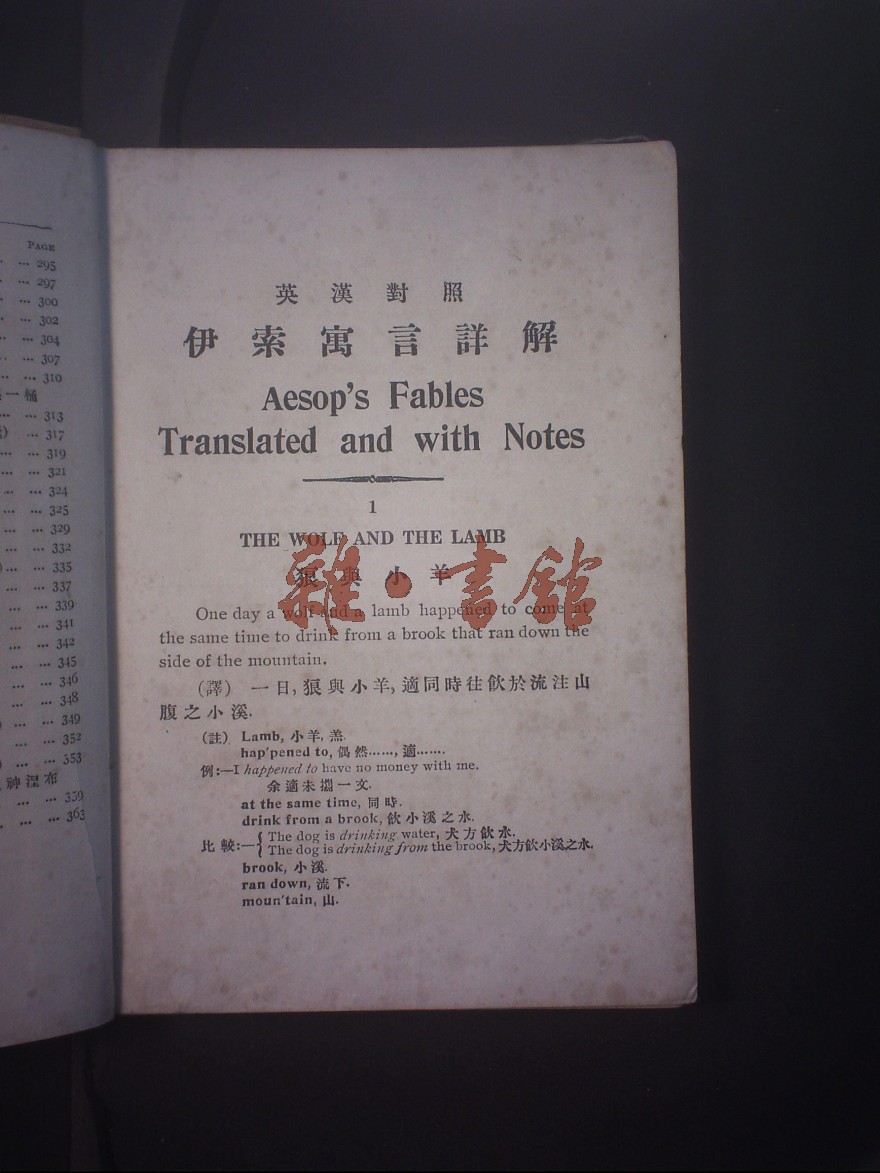 PAGE
... 295
... 297
... 300
... 302
... 304
... 307
... 310
一桶
... 313
... 317
... 319
... 321
... 324
... 325
... 329
... 332
... 335
... 337
... 339
... 341
... 342
... 345
... 346
... 348
... 349
... 352
... 353
神涅布
... 359
... 363
英漢對照
伊索寓言詳解
Aesop's Fables
Translated and with Notes
1
THE WOLF AND THE LAMB
狼與小羊
雜·書館
One day a wolf and a lamb happened to come at
the same time to drink from a brook that ran down the
side of the mountain.
(譯) 一日, 狼與小羊, 適同時往飲於流注山
腹之小溪.
(註) Lamb, 小羊, 羔.
hap'pened to, 偶然……, 適…….
例:—I happened to have no money with me.
余適未攜一文.
at the same time, 同時.
drink from a brook, 飲小溪之水.
比較:—{ The dog is drinking water, 犬方飲水.
The dog is drinking from the brook, 犬方飲小溪之水.
brook, 小溪.
ran down, 流下.
moun'tain, 山.